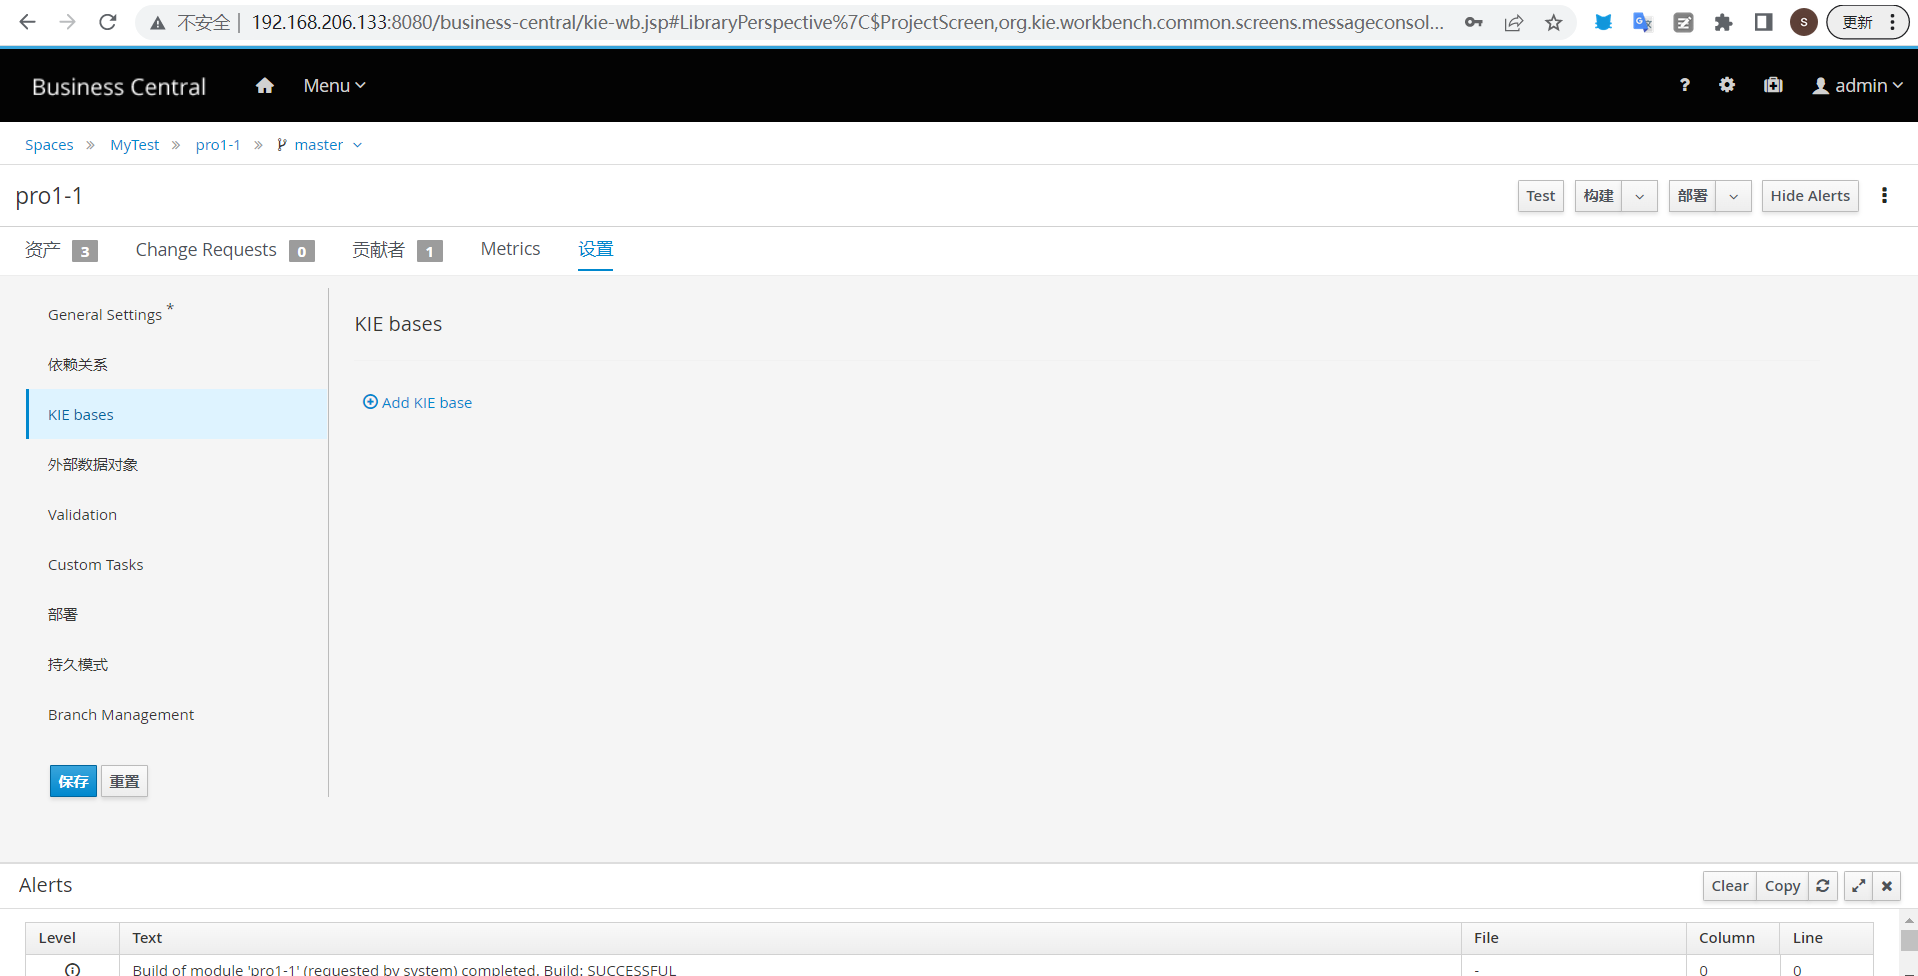 不安全 | 192.168.206.133:8080/business-central/kie-wb.jsp#LibraryPerspective%7C$ProjectScreen,org.kie.workbench.common.screens.messageconsol... S 更新
Business Central Menu ? admin
Spaces » MyTest » pro1-1 » master
pro1-1 Test 构建 部署 Hide Alerts
资产 3 Change Requests 0 贡献者 1 Metrics 设置
General Settings *
KIE bases
依赖关系
Add KIE base
KIE bases
外部数据对象
Validation
Custom Tasks
部署
持久模式
Branch Management
保存 重置
Alerts Clear Copy
Level Text File Column Line
Build of module 'pro1-1' (requested by system) completed. Build: SUCCESSFUL - 0 0